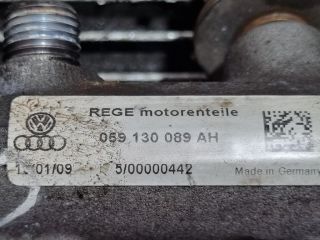 REGE motorenteile
059 130 089 AH
01/09 5/00000442
Made in Germany